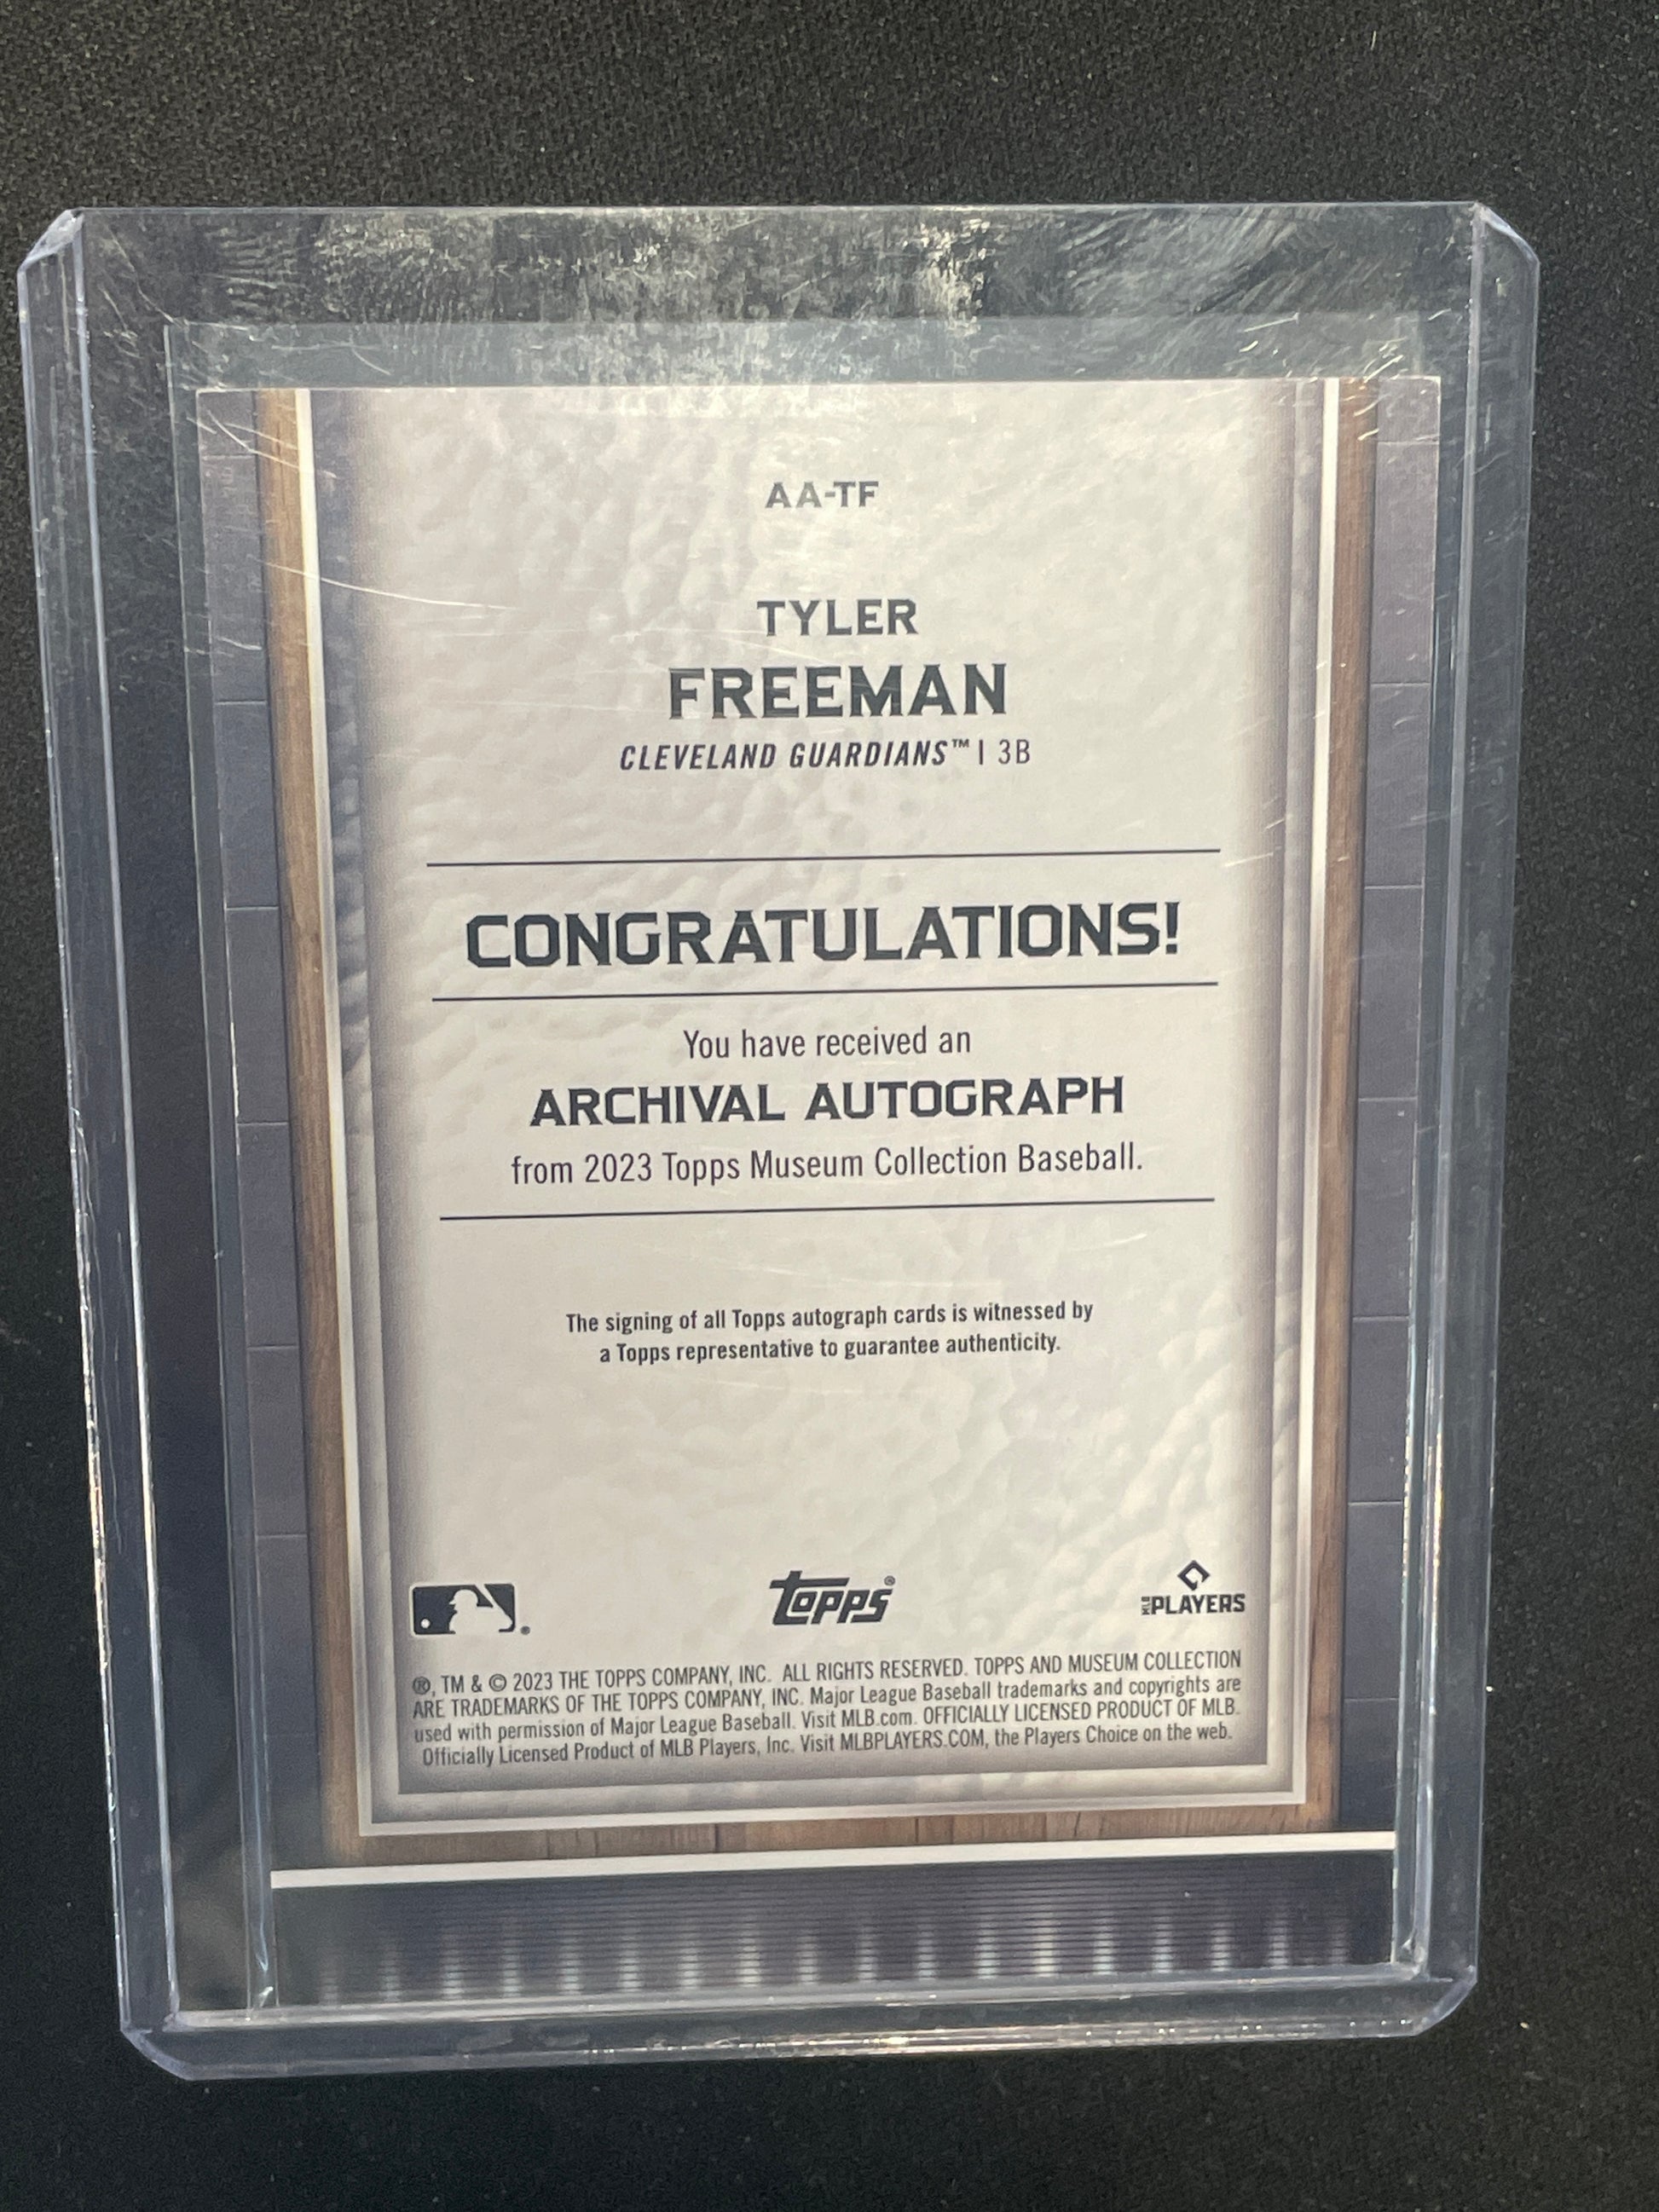 AA-TF
TYLER
FREEMAN
CLEVELAND GUARDIANS™ | 3B
CONGRATULATIONS!
You have received an
ARCHIVAL AUTOGRAPH
from 2023 Topps Museum Collection Baseball.
The signing of all Topps autograph cards is witnessed by
a Topps representative to guarantee authenticity.
Topps® MLB PLAYERS
®, TM & © 2023 THE TOPPS COMPANY, INC. ALL RIGHTS RESERVED. TOPPS AND MUSEUM COLLECTION
ARE TRADEMARKS OF THE TOPPS COMPANY, INC. Major League Baseball trademarks and copyrights are
used with permission of Major League Baseball. Visit MLB.com. OFFICIALLY LICENSED PRODUCT OF MLB.
Officially Licensed Product of MLB Players, Inc. Visit MLBPLAYERS.COM, the Players Choice on the web.